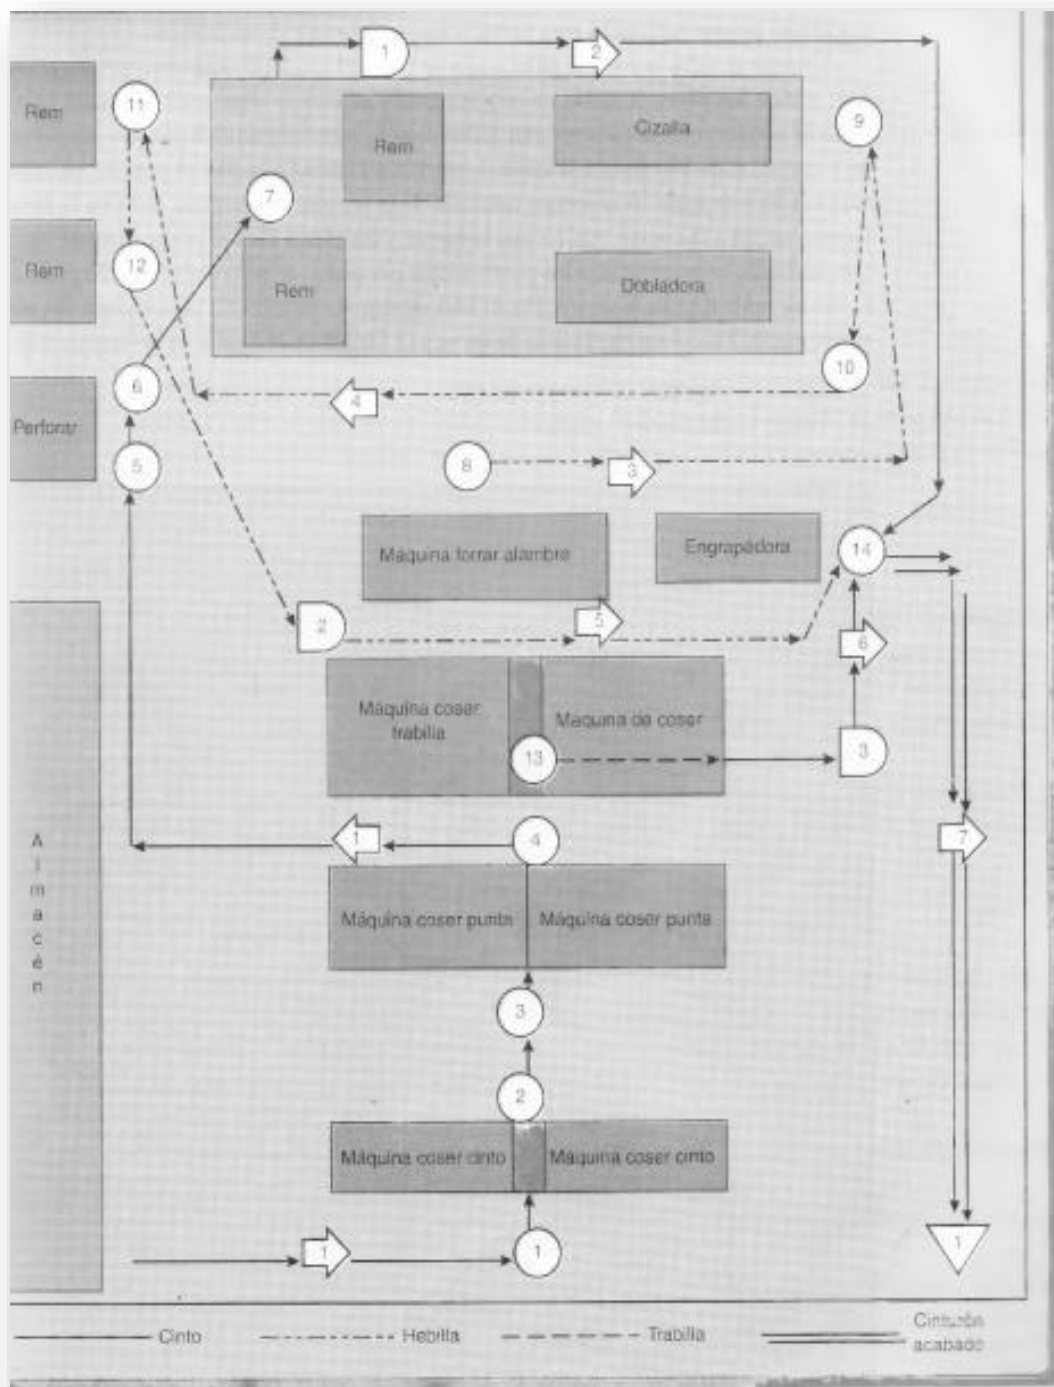 1
2
Rem
11
Rem
Cizalla
9
7
Rem
12
Rem
Dobladora
6
10
4
Perforar
5
8
3
Máquina forrar alambre
Engrapadora
14
2
5
6
Máquina coser
trabilla
Maquina de coser
13
3
1
4
7
A
l
m
a
c
é
n
Máquina coser punta
Máquina coser punta
3
2
Máquina coser cinto
Máquina coser cinto
1
1
1
Cinto
Hebilla
Trabilla
Cinturón
acabado